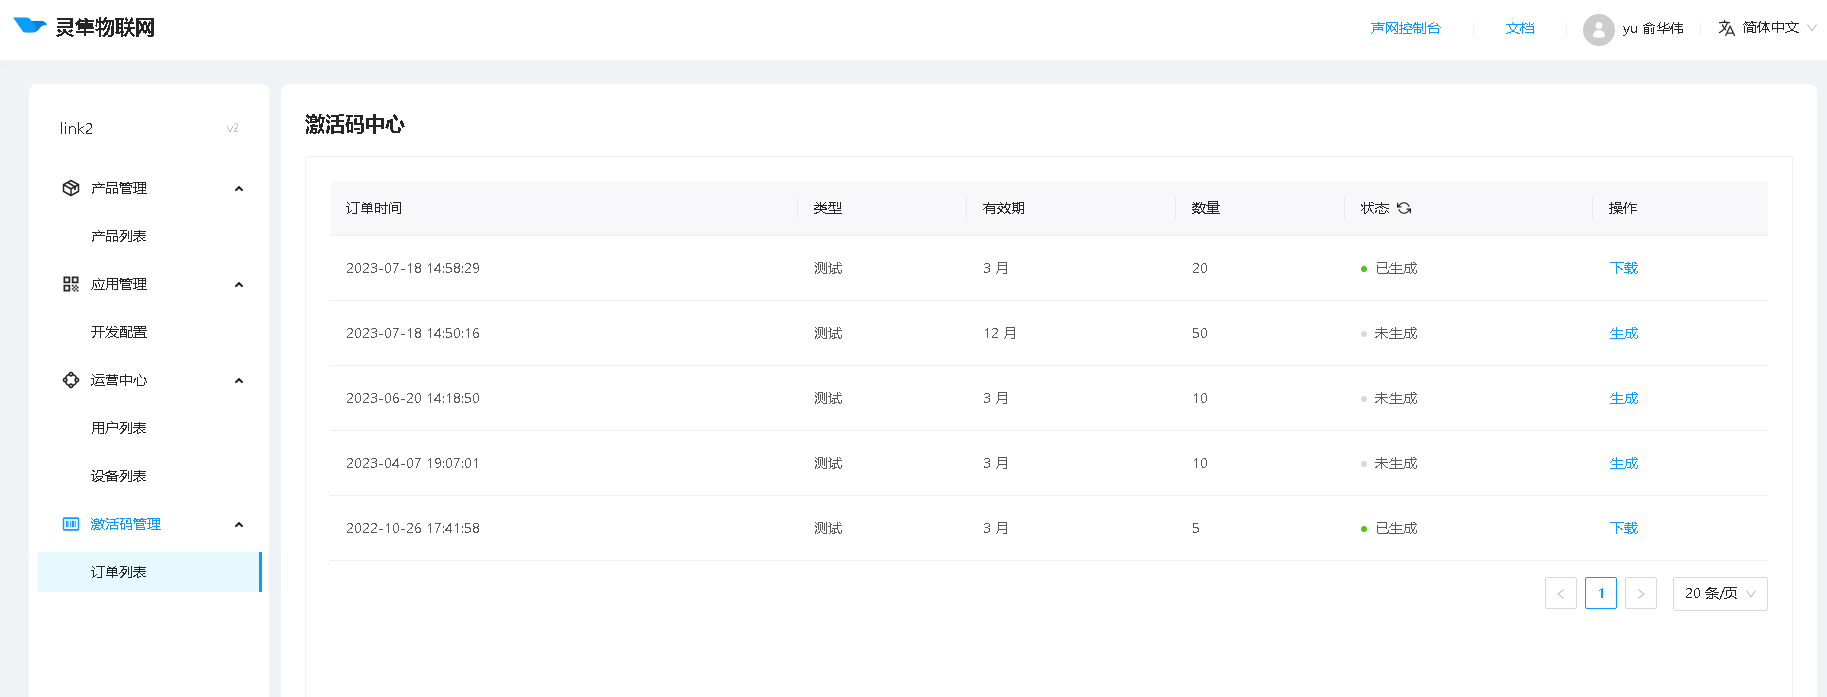 灵隼物联网
声网控制台
文档
yu 俞华伟
简体中文
link2
v2
产品管理
产品列表
应用管理
开发配置
运营中心
用户列表
设备列表
激活码管理
订单列表
激活码中心
订单时间 类型 有效期 数量 状态 操作
2023-07-18 14:58:29 测试 3 月 20 已生成 下载
2023-07-18 14:50:16 测试 12 月 50 未生成 生成
2023-06-20 14:18:50 测试 3 月 10 未生成 生成
2023-04-07 19:07:01 测试 3 月 10 未生成 生成
2022-10-26 17:41:58 测试 3 月 5 已生成 下载
< 1 > 20 条/页